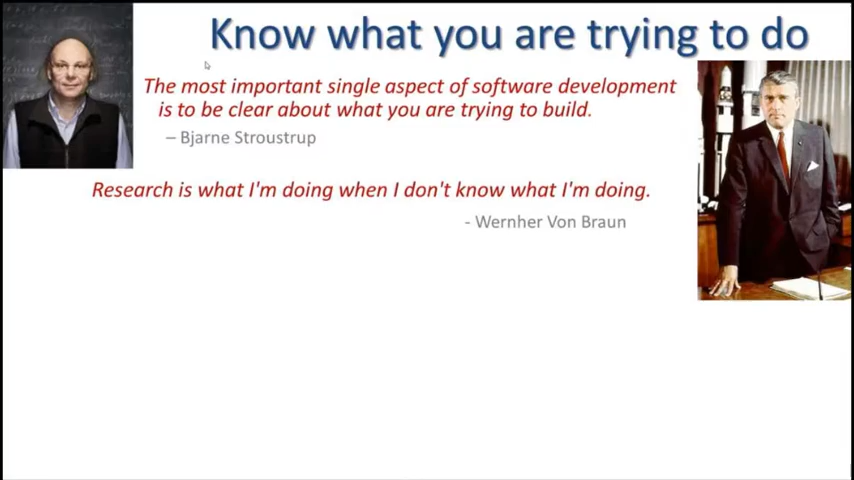 Know what you are trying to do
The most important single aspect of software development
is to be clear about what you are trying to build.
– Bjarne Stroustrup
Research is what I'm doing when I don't know what I'm doing.
- Wernher Von Braun